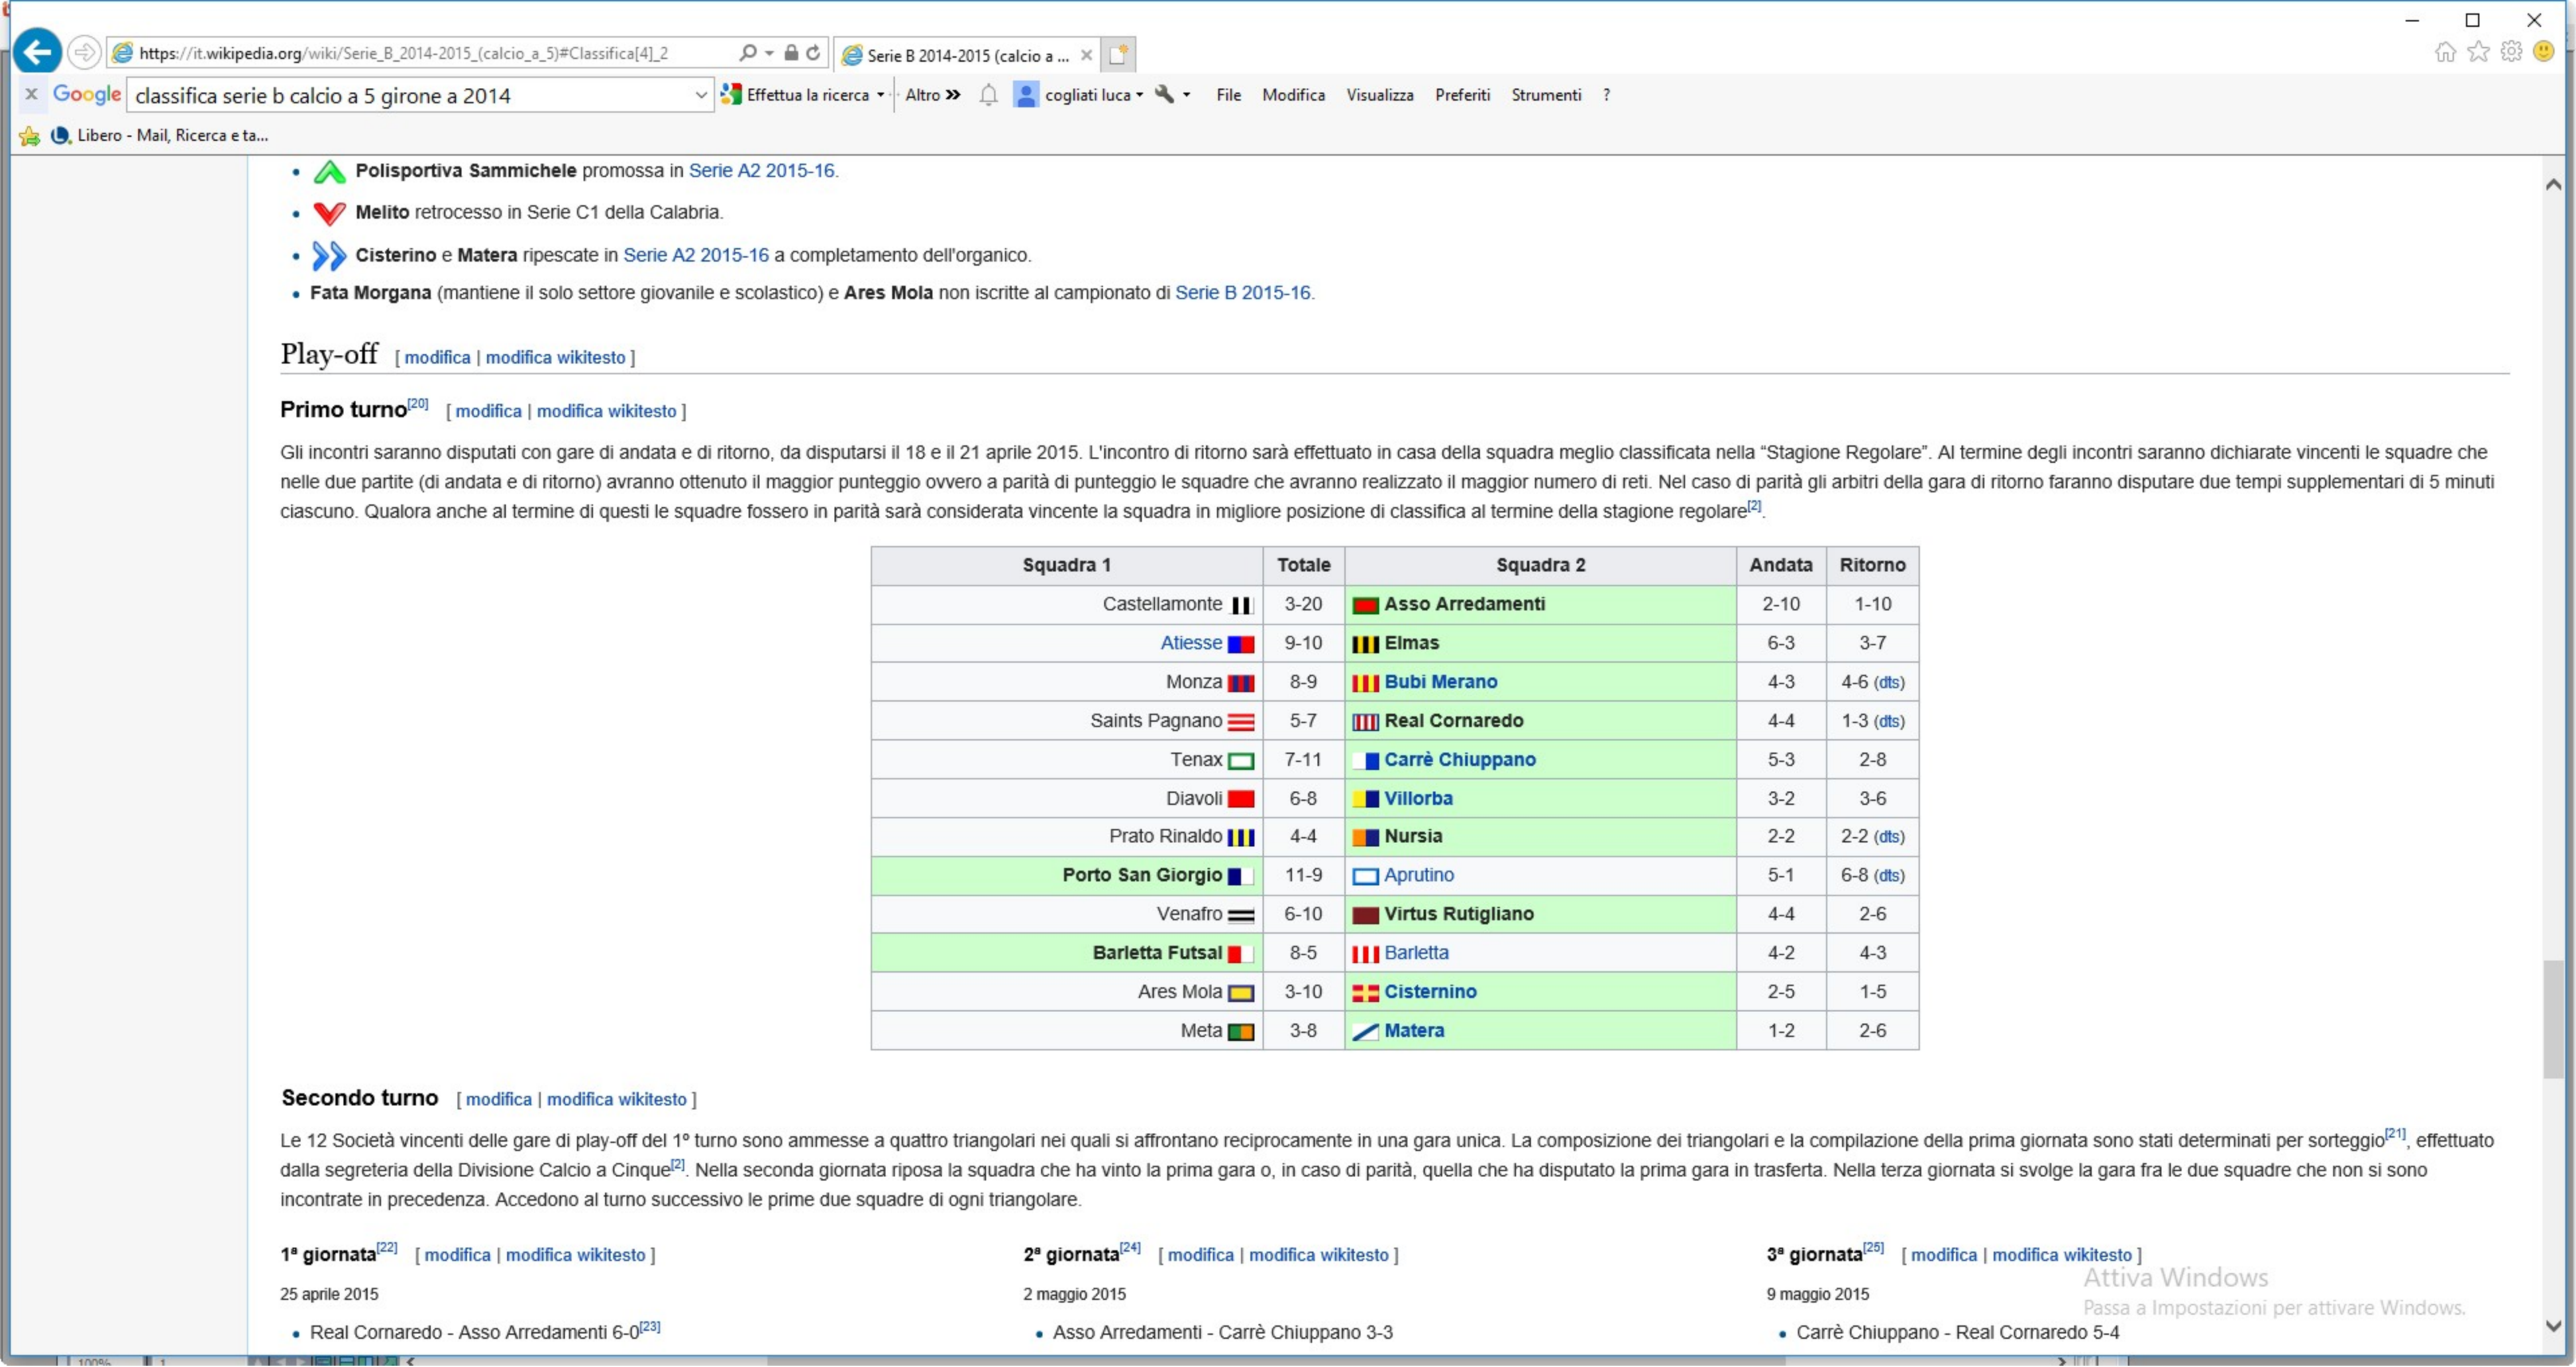 https://it.wikipedia.org/wiki/Serie_B_2014-2015_(calcio_a_5)#Classifica[4]_2
Serie B 2014-2015 (calcio a ...
Google classifica serie b calcio a 5 girone a 2014 Effettua la ricerca Altro cogliati luca File Modifica Visualizza Preferiti Strumenti ?
Libero - Mail, Ricerca e ta...
Polisportiva Sammichele promossa in Serie A2 2015-16.
Melito retrocesso in Serie C1 della Calabria.
Cisterino e Matera ripescate in Serie A2 2015-16 a completamento dell'organico.
Fata Morgana (mantiene il solo settore giovanile e scolastico) e Ares Mola non iscritte al campionato di Serie B 2015-16.
Play-off [ modifica | modifica wikitesto ]
Primo turno[20] [ modifica | modifica wikitesto ]
Gli incontri saranno disputati con gare di andata e di ritorno, da disputarsi il 18 e il 21 aprile 2015. L'incontro di ritorno sarà effettuato in casa della squadra meglio classificata nella “Stagione Regolare”. Al termine degli incontri saranno dichiarate vincenti le squadre che
nelle due partite (di andata e di ritorno) avranno ottenuto il maggior punteggio ovvero a parità di punteggio le squadre che avranno realizzato il maggior numero di reti. Nel caso di parità gli arbitri della gara di ritorno faranno disputare due tempi supplementari di 5 minuti
ciascuno. Qualora anche al termine di questi le squadre fossero in parità sarà considerata vincente la squadra in migliore posizione di classifica al termine della stagione regolare[2].
Squadra 1 Totale Squadra 2 Andata Ritorno
Castellamonte 3-20 Asso Arredamenti 2-10 1-10
Atiesse 9-10 Elmas 6-3 3-7
Monza 8-9 Bubi Merano 4-3 4-6 (dts)
Saints Pagnano 5-7 Real Cornaredo 4-4 1-3 (dts)
Tenax 7-11 Carrè Chiuppano 5-3 2-8
Diavoli 6-8 Villorba 3-2 3-6
Prato Rinaldo 4-4 Nursia 2-2 2-2 (dts)
Porto San Giorgio 11-9 Aprutino 5-1 6-8 (dts)
Venafro 6-10 Virtus Rutigliano 4-4 2-6
Barletta Futsal 8-5 Barletta 4-2 4-3
Ares Mola 3-10 Cisternino 2-5 1-5
Meta 3-8 Matera 1-2 2-6
Secondo turno [ modifica | modifica wikitesto ]
Le 12 Società vincenti delle gare di play-off del 1º turno sono ammesse a quattro triangolari nei quali si affrontano reciprocamente in una gara unica. La composizione dei triangolari e la compilazione della prima giornata sono stati determinati per sorteggio[21], effettuato
dalla segreteria della Divisione Calcio a Cinque[2]. Nella seconda giornata riposa la squadra che ha vinto la prima gara o, in caso di parità, quella che ha disputato la prima gara in trasferta. Nella terza giornata si svolge la gara fra le due squadre che non si sono
incontrate in precedenza. Accedono al turno successivo le prime due squadre di ogni triangolare.
1ª giornata[22] [ modifica | modifica wikitesto ]
25 aprile 2015
Real Cornaredo - Asso Arredamenti 6-0[23]
2ª giornata[24] [ modifica | modifica wikitesto ]
2 maggio 2015
Asso Arredamenti - Carrè Chiuppano 3-3
3ª giornata[25] [ modifica | modifica wikitesto ]
9 maggio 2015
Carrè Chiuppano - Real Cornaredo 5-4
Attiva Windows
Passa a Impostazioni per attivare Windows.
100% 1